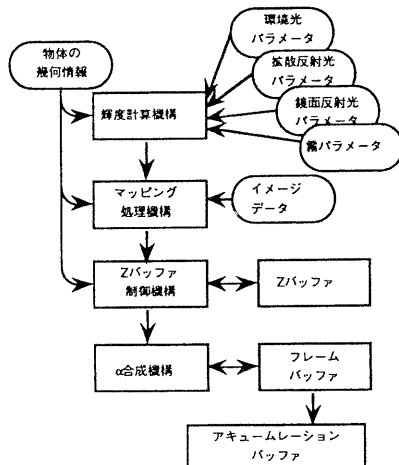 環境光
パラメータ
物体の
幾何情報
拡散反射光
パラメータ
鏡面反射光
パラメータ
輝度計算機構
霧パラメータ
マッピング
処理機構
イメージ
データ
Zバッファ
制御機構
Zバッファ
α合成機構
フレーム
バッファ
アキュームレーション
バッファ